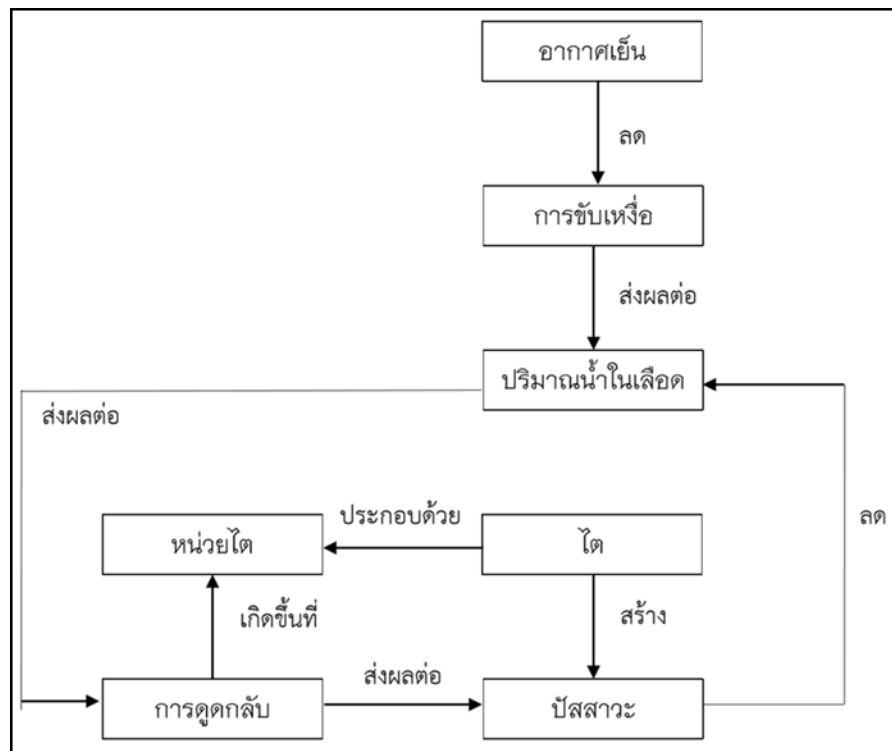 อากาศเย็น
ลด
การขับเหงื่อ
ส่งผลต่อ
ปริมาณน้ำในเลือด
ส่งผลต่อ
ประกอบด้วย
หน่วยไต
ไต
ลด
เกิดขึ้นที่
สร้าง
ส่งผลต่อ
การดูดกลับ
ปัสสาวะ